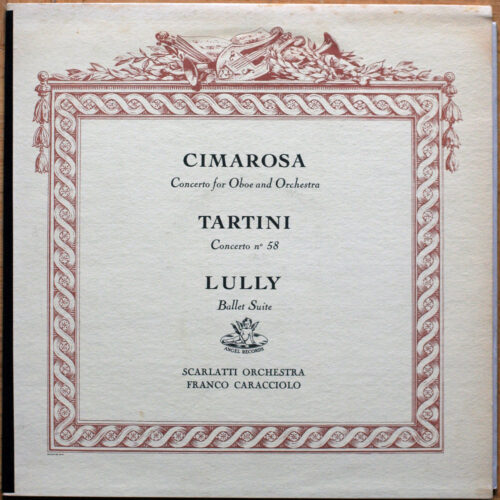 CIMAROSA
Concerto for Oboe and Orchestra
TARTINI
Concerto nº 58
LULLY
Ballet Suite
ANGEL RECORDS
SCARLATTI ORCHESTRA
FRANCO CARACCIOLO